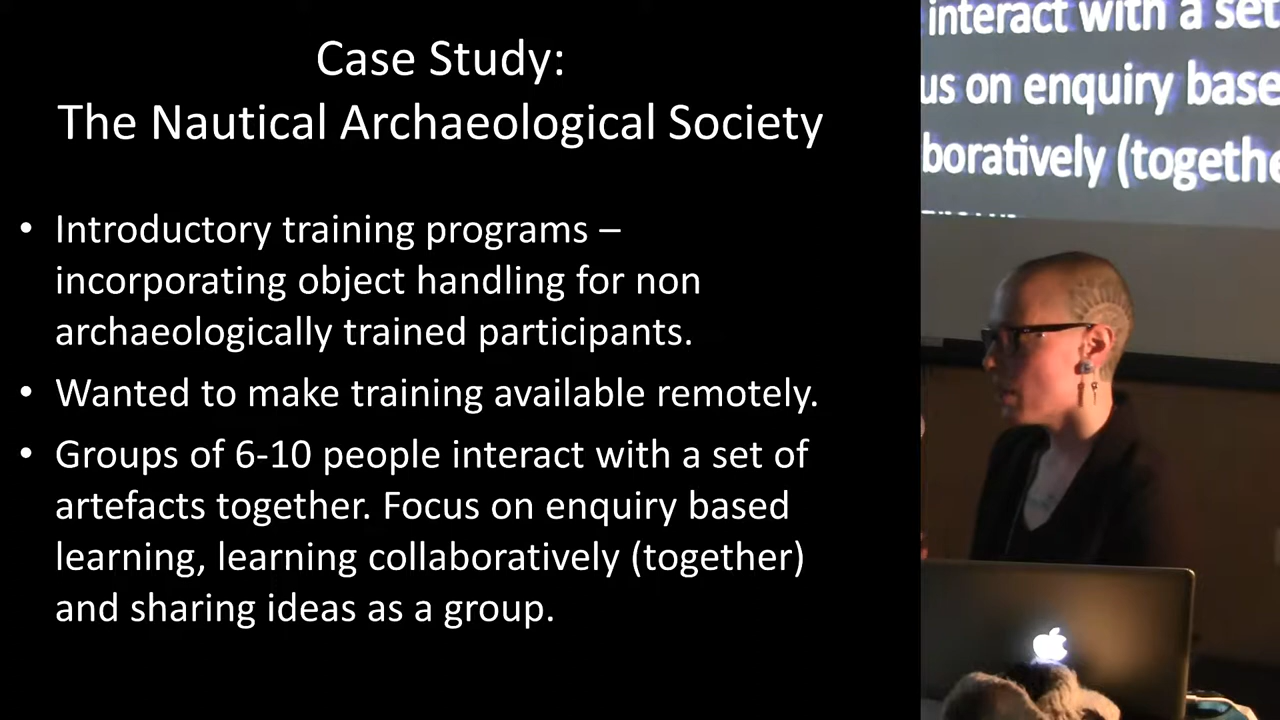 Case Study:
The Nautical Archaeological Society
• Introductory training programs –
incorporating object handling for non
archaeologically trained participants.
• Wanted to make training available remotely.
• Groups of 6-10 people interact with a set of
artefacts together. Focus on enquiry based
learning, learning collaboratively (together)
and sharing ideas as a group.
interact with a set
us on enquiry base
boratively (togethe